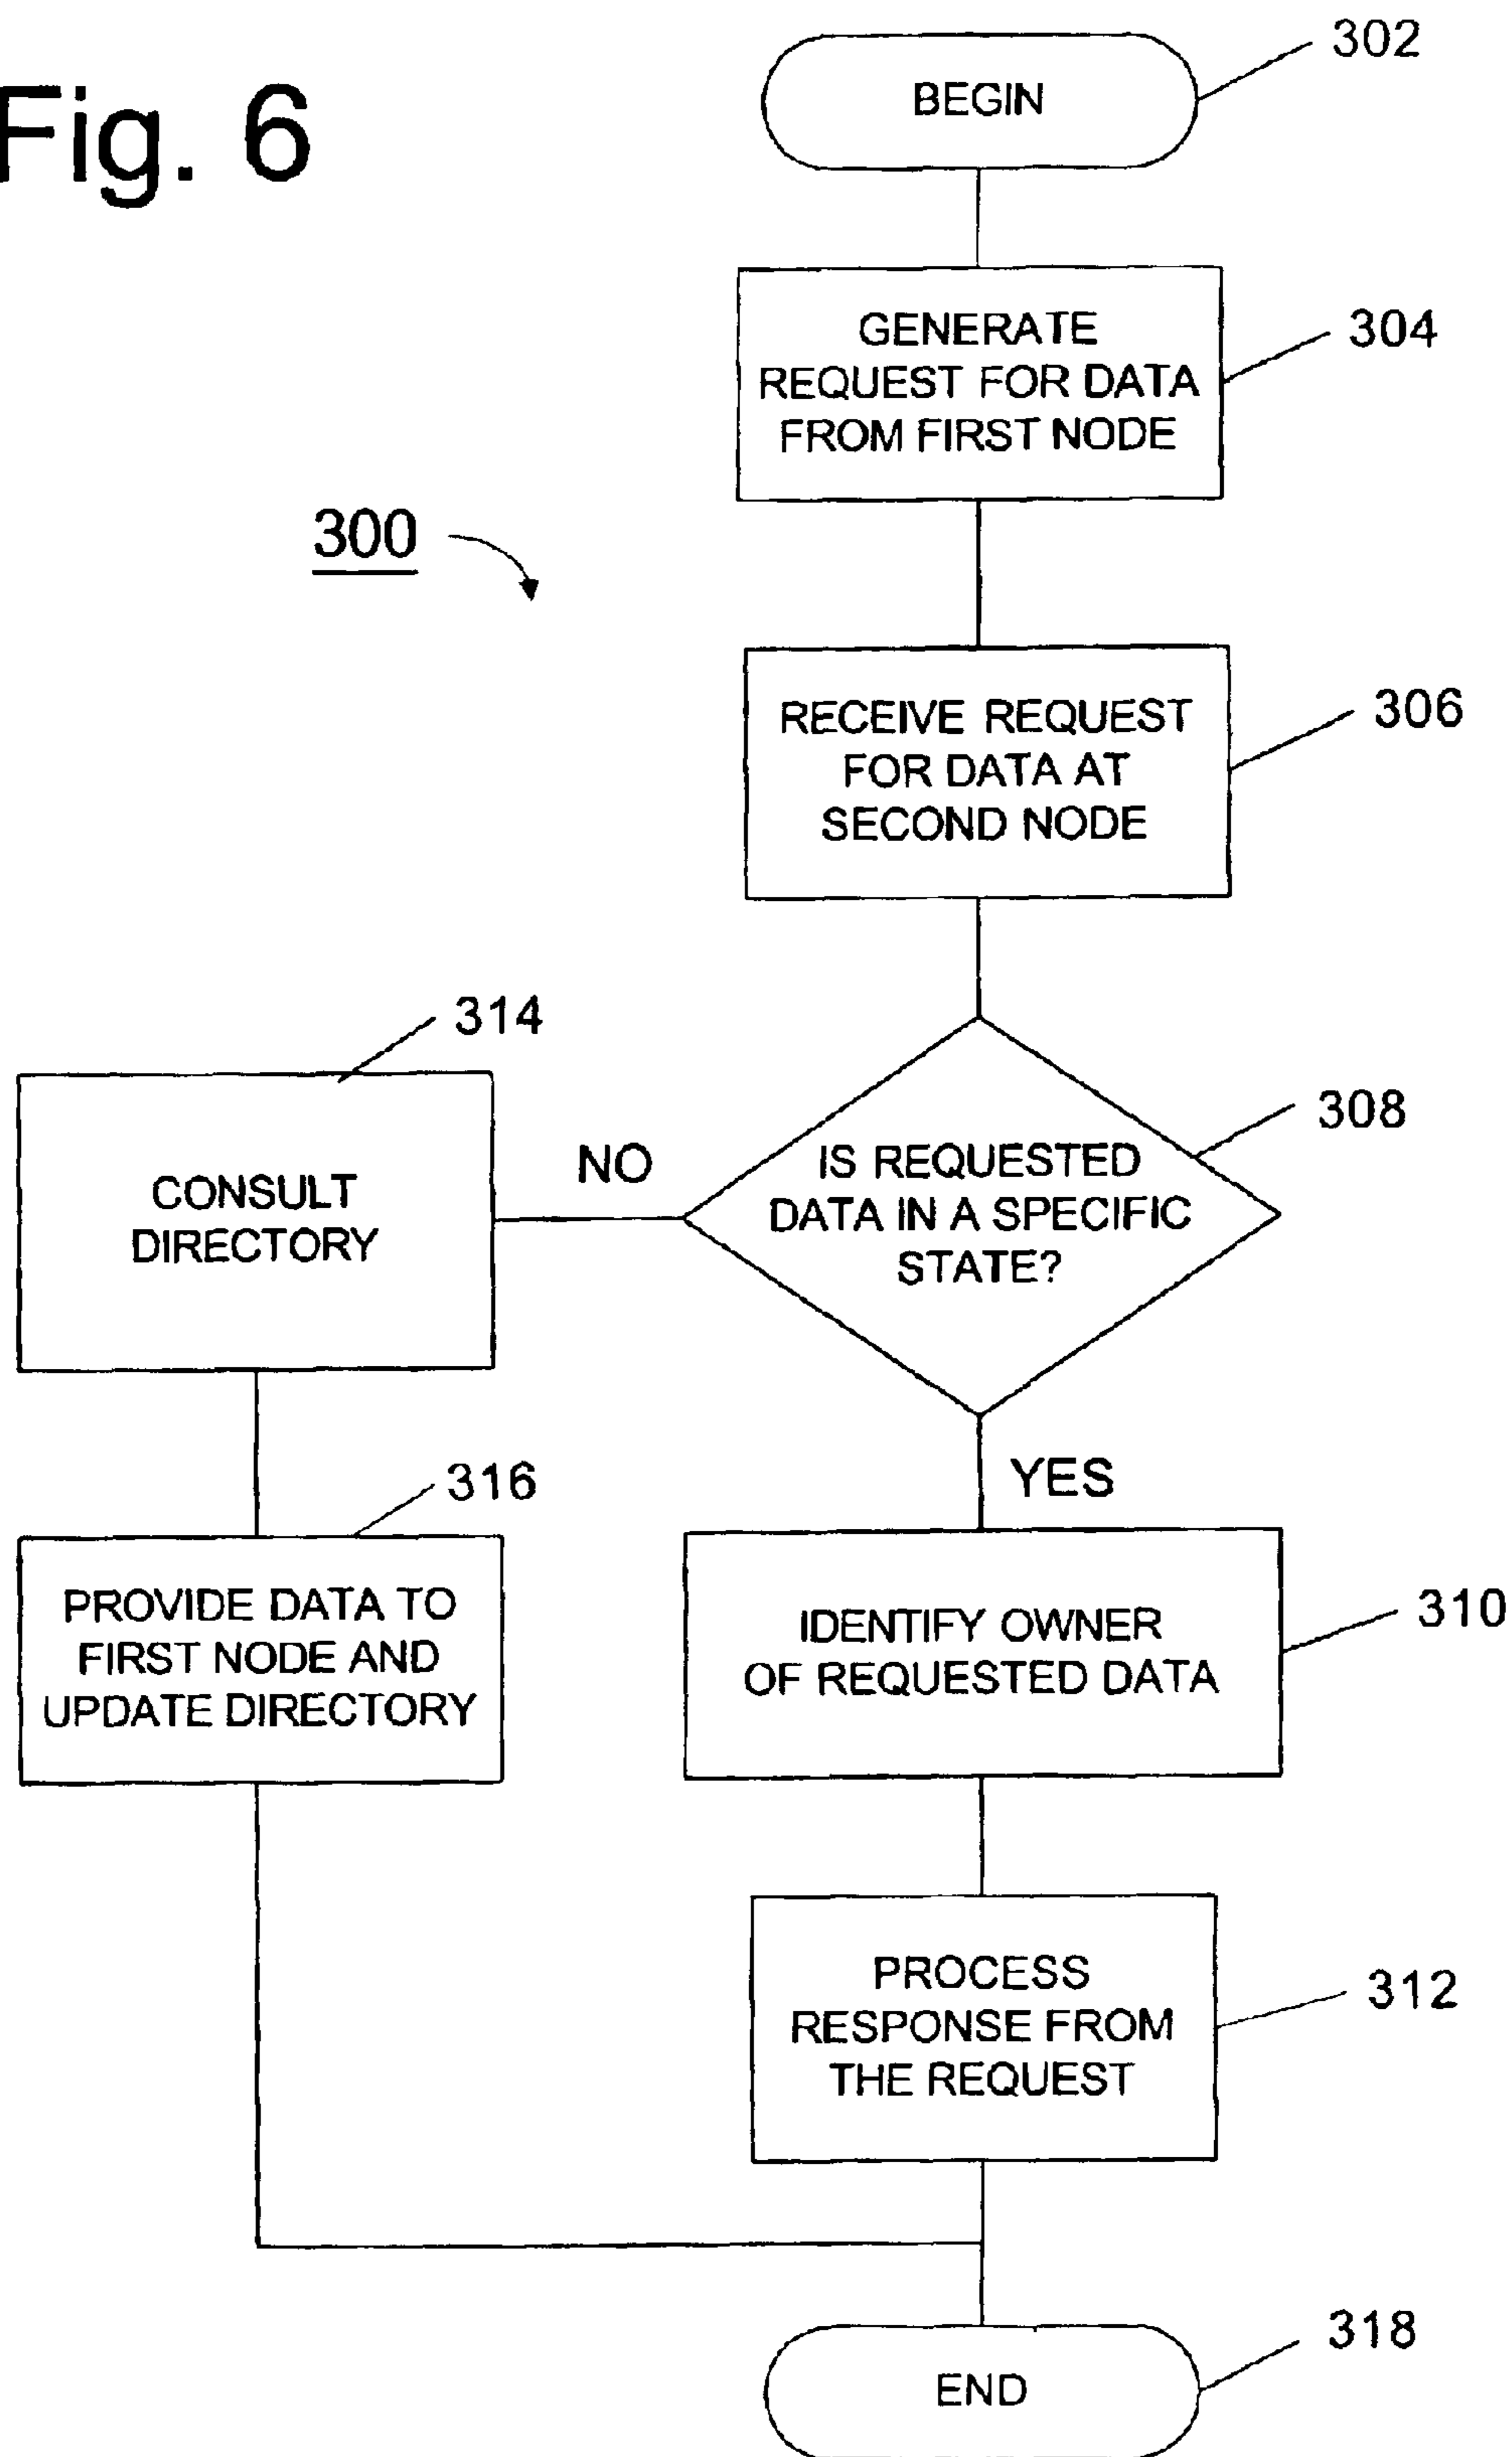 Fig. 6
302
BEGIN
GENERATE
REQUEST FOR DATA
FROM FIRST NODE
304
300
RECEIVE REQUEST
FOR DATA AT
SECOND NODE
306
314
308
CONSULT
DIRECTORY
NO
IS REQUESTED
DATA IN A SPECIFIC
STATE?
YES
316
PROVIDE DATA TO
FIRST NODE AND
UPDATE DIRECTORY
IDENTIFY OWNER
OF REQUESTED DATA
310
PROCESS
RESPONSE FROM
THE REQUEST
312
318
END